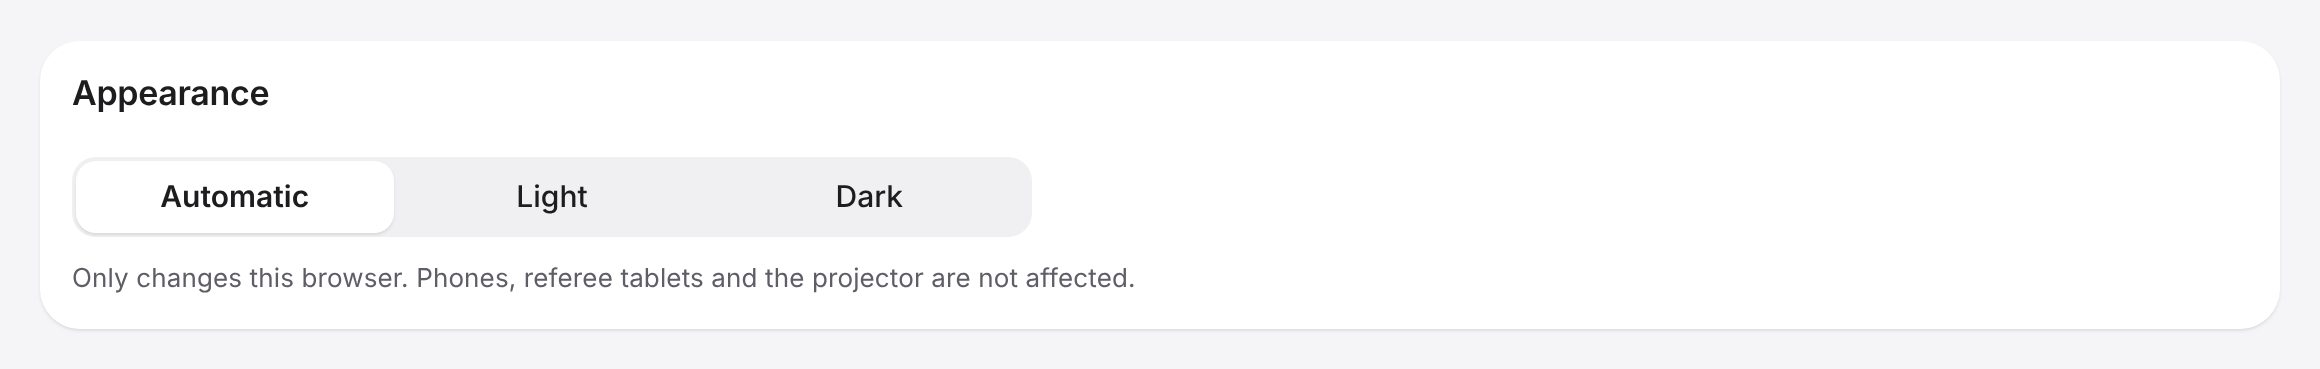 Appearance
Automatic Light Dark
Only changes this browser. Phones, referee tablets and the projector are not affected.